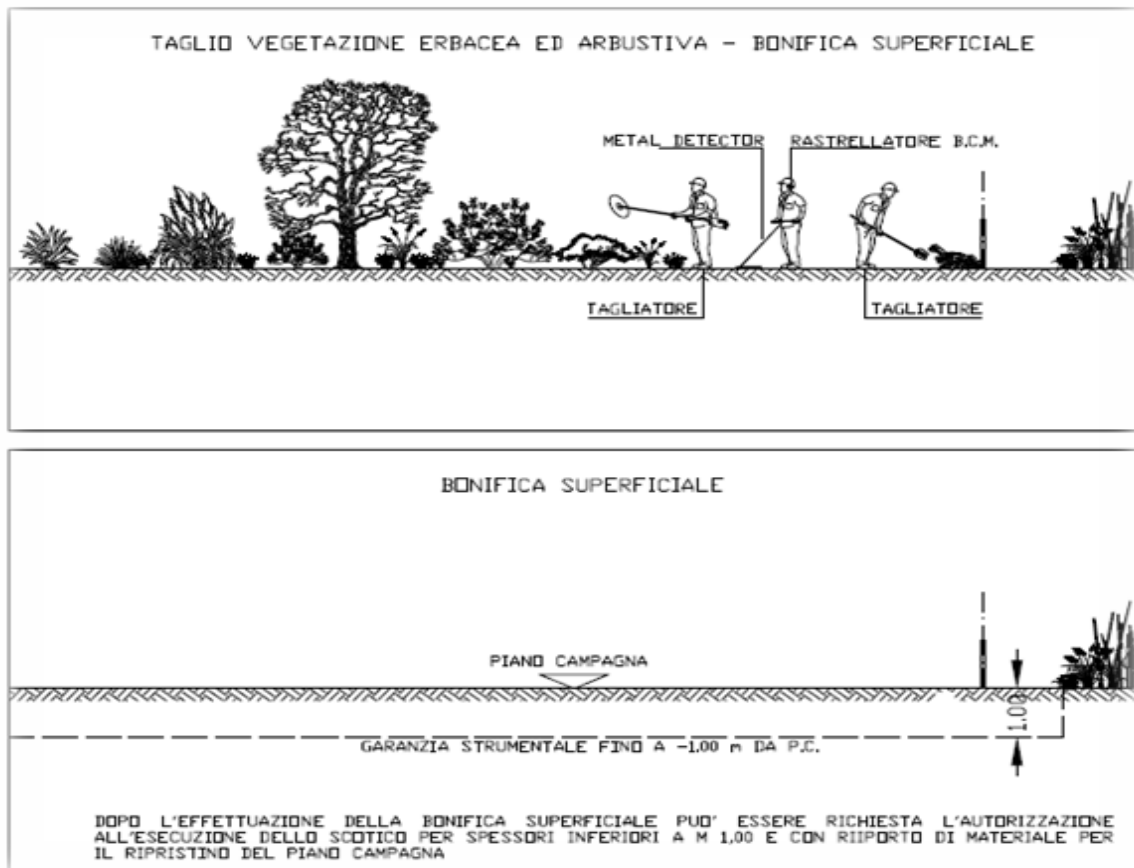 TAGLIO VEGETAZIONE ERBACEA ED ARBUSTIVA - BONIFICA SUPERFICIALE
METAL DETECTOR
RASTRELLATORE B.C.M.
TAGLIATORE
TAGLIATORE
BONIFICA SUPERFICIALE
PIANO CAMPAGNA
1.00
GARANZIA STRUMENTALE FINO A -1.00 m DA P.C.
DOPO L'EFFETTUAZIONE DELLA BONIFICA SUPERFICIALE PUO' ESSERE RICHIESTA L'AUTORIZZAZIONE
ALL'ESECUZIONE DELLO SCOTICO PER SPESSORI INFERIORI A M 1,00 E CON RIIPORTO DI MATERIALE PER
IL RIPRISTINO DEL PIANO CAMPAGNA